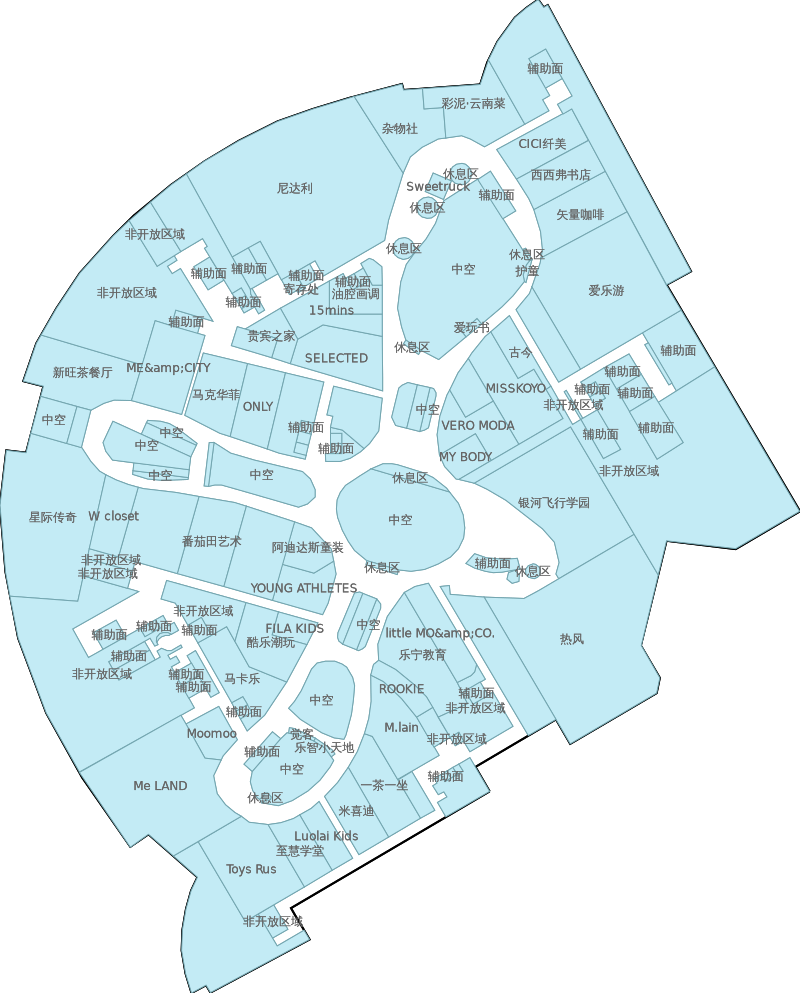 辅助面
彩泥·云南菜
杂物社
CICI纤美
休息区
西西弗书店
Sweetruck
尼达利
辅助面
休息区
矢量咖啡
非开放区域
休息区
休息区
辅助面
辅助面
中空
护童
辅助面
辅助面
寄存处
非开放区域
油腔画调
爱乐游
辅助面
15mins
辅助面
爱玩书
贵宾之家
休息区
古今
辅助面
SELECTED
ME&amp;CITY
新旺茶餐厅
辅助面
MISSKOYO
辅助面
马克华菲
辅助面
ONLY
非开放区域
中空
中空
辅助面
VERO MODA
辅助面
中空
辅助面
中空
辅助面
MY BODY
非开放区域
中空
中空
休息区
银河飞行学园
星际传奇
W closet
中空
番茄田艺术
阿迪达斯童装
非开放区域
辅助面
休息区
休息区
非开放区域
YOUNG ATHLETES
非开放区域
中空
FILA KIDS
辅助面
辅助面
little MO&amp;CO.
辅助面
酷乐潮玩
热风
辅助面
乐宁教育
非开放区域
辅助面
马卡乐
辅助面
ROOKIE
辅助面
中空
非开放区域
辅助面
M.lain
Moomoo
觉客
非开放区域
辅助面
乐智小天地
中空
辅助面
Me LAND
一茶一坐
休息区
米喜迪
Luolai Kids
至慧学堂
Toys Rus
非开放区域